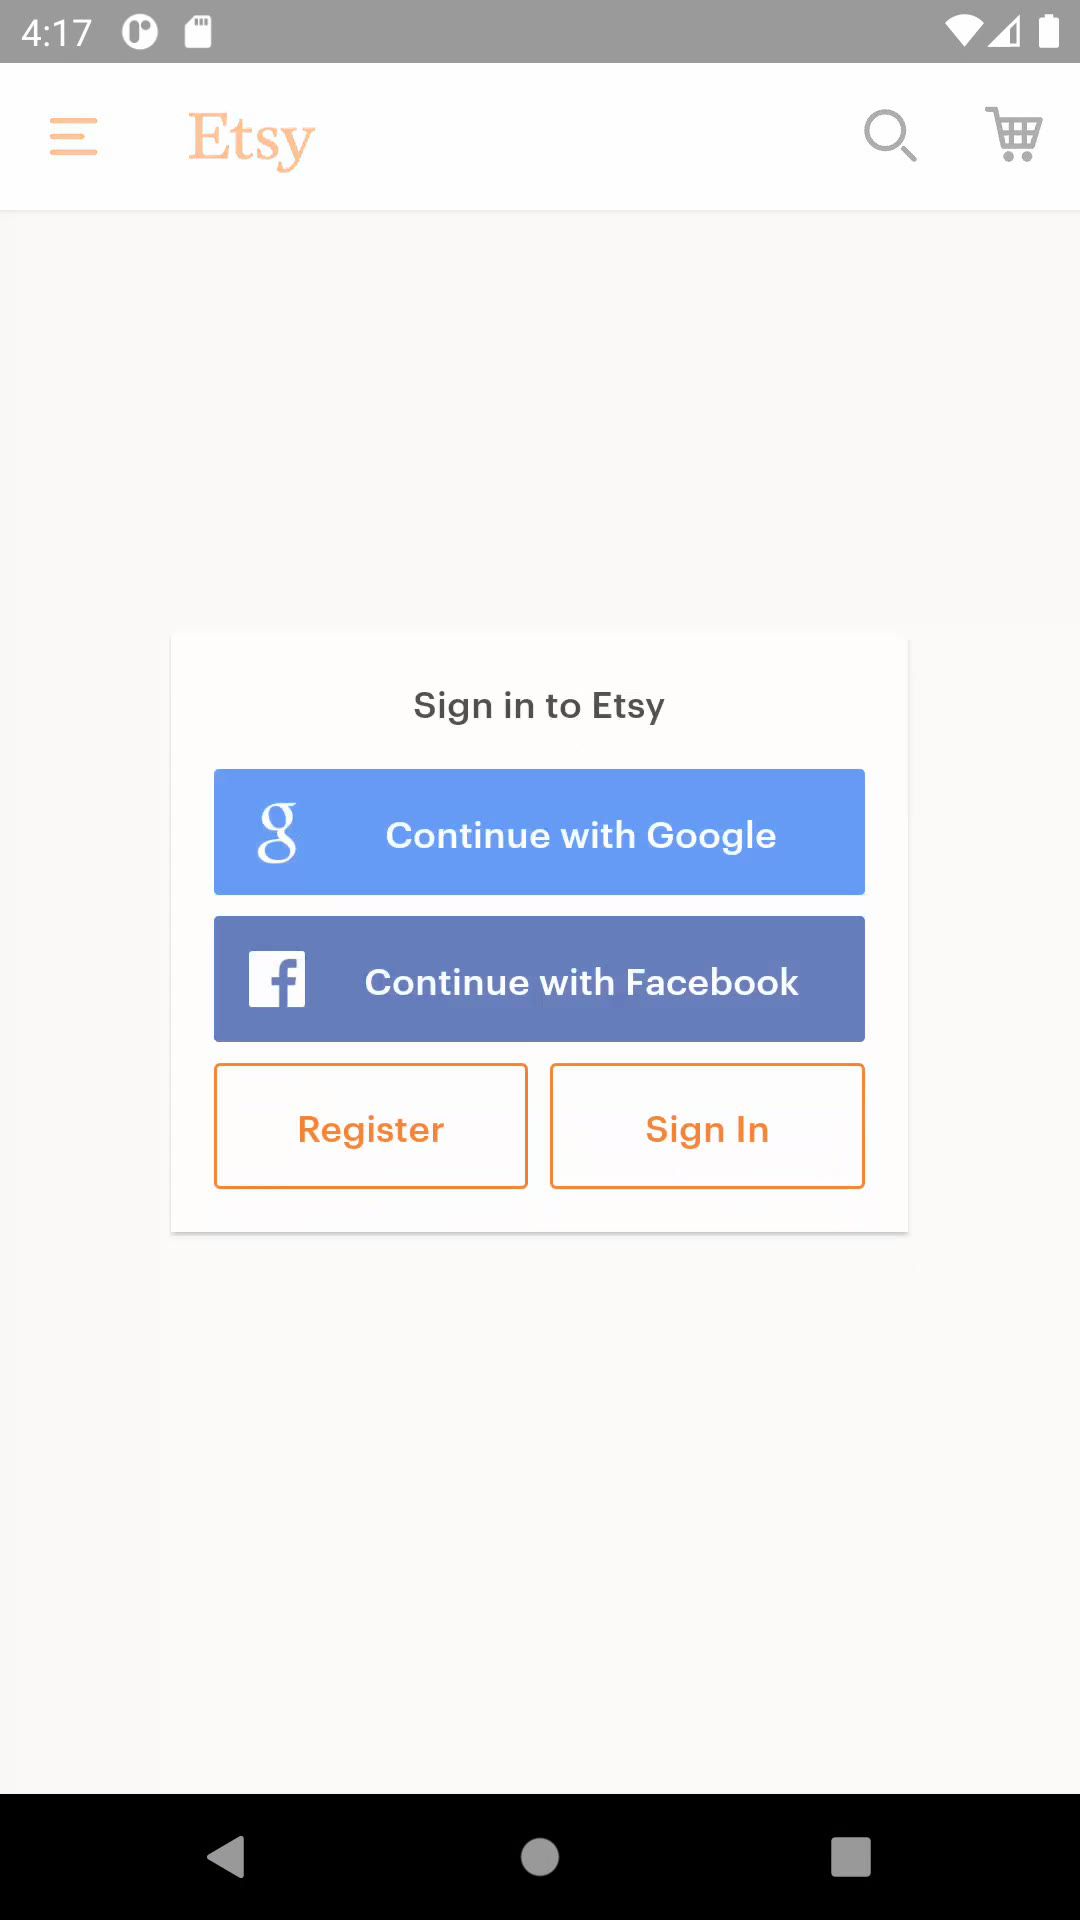 4:17
Etsy
Sign in to Etsy
Continue with Google
Continue with Facebook
Register
Sign In